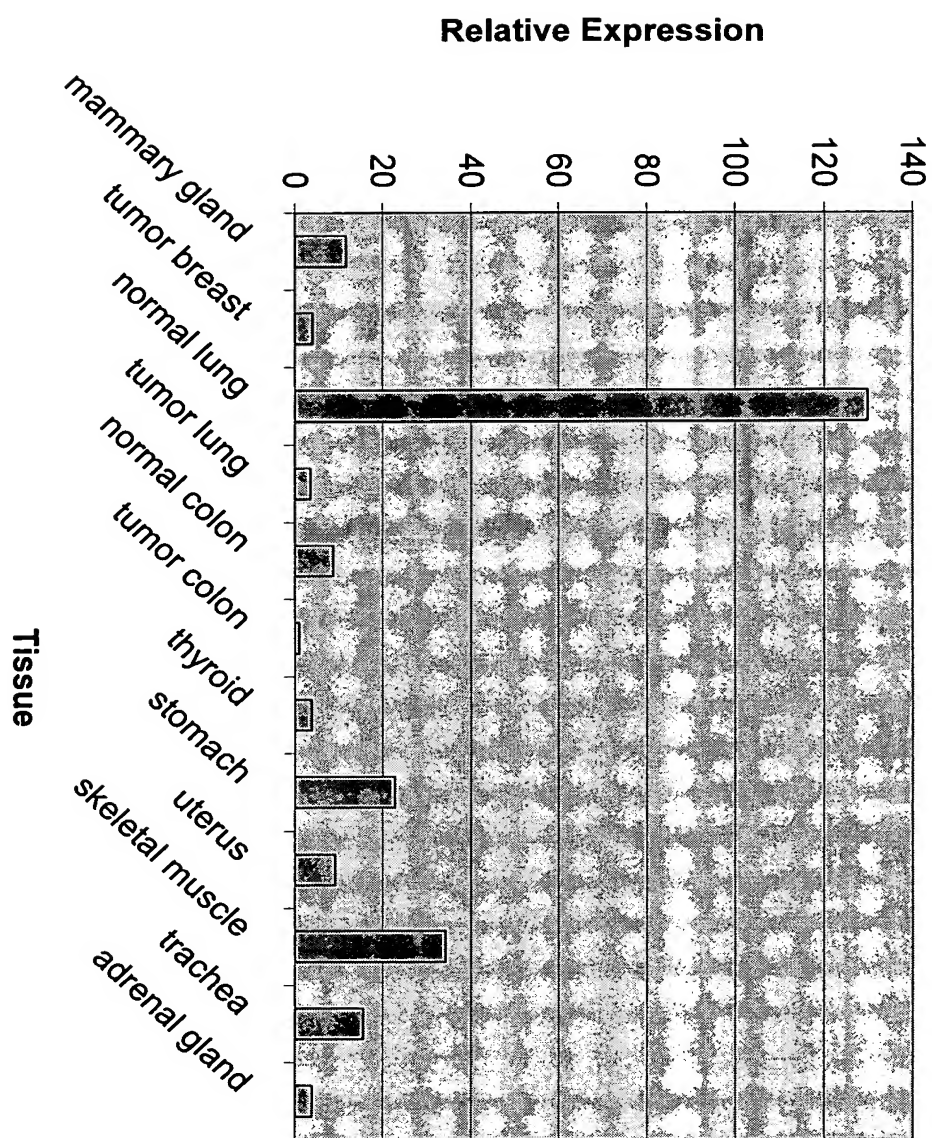 Relative Expression
0
20
40
60
80
100
120
140
mammary gland
tumor breast
normal lung
tumor lung
normal colon
tumor colon
thyroid
stomach
uterus
skeletal muscle
trachea
adrenal gland
Tissue